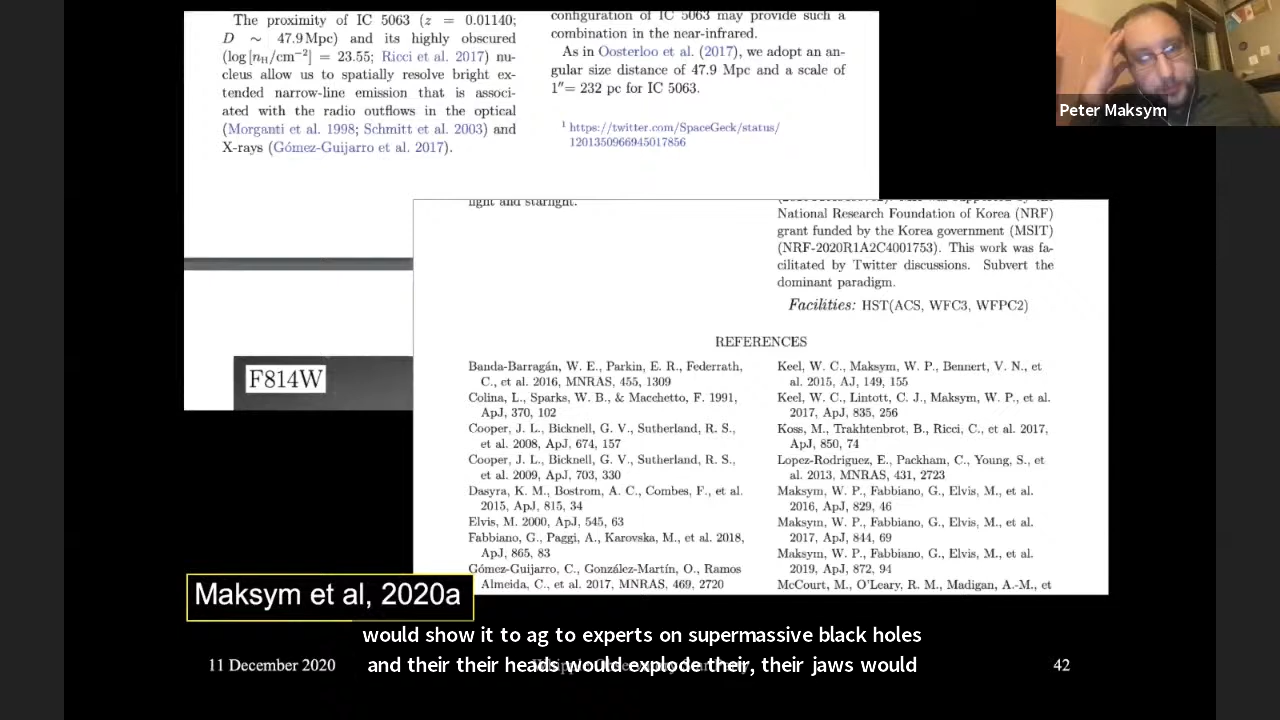 The proximity of IC 5063 (z = 0.01140;
D ∼ 47.9 Mpc) and its highly obscured
(log[nH/cm−2] = 23.55; Ricci et al. 2017) nu-
cleus allow us to spatially resolve bright ex-
tended narrow-line emission that is associ-
ated with the radio outflows in the optical
(Morganti et al. 1998; Schmitt et al. 2003) and
X-rays (Gómez-Guijarro et al. 2017).
configuration of IC 5063 may provide such a
combination in the near-infrared.
As in Oosterloo et al. (2017), we adopt an an-
gular size distance of 47.9 Mpc and a scale of
1″= 232 pc for IC 5063.
1 https://twitter.com/SpaceGeck/status/
1201350966945017856
Peter Maksym
light and starlight.
National Research Foundation of Korea (NRF)
grant funded by the Korea government (MSIT)
(NRF-2020R1A2C4001753). This work was fa-
cilitated by Twitter discussions. Subvert the
dominant paradigm.
Facilities: HST(ACS, WFC3, WFPC2)
REFERENCES
F814W
Banda-Barragán, W. E., Parkin, E. R., Federrath,
C., et al. 2016, MNRAS, 455, 1309
Colina, L., Sparks, W. B., & Macchetto, F. 1991,
ApJ, 370, 102
Cooper, J. L., Bicknell, G. V., Sutherland, R. S.,
et al. 2008, ApJ, 674, 157
Cooper, J. L., Bicknell, G. V., Sutherland, R. S.,
et al. 2009, ApJ, 703, 330
Dasyra, K. M., Bostrom, A. C., Combes, F., et al.
2015, ApJ, 815, 34
Elvis, M. 2000, ApJ, 545, 63
Fabbiano, G., Paggi, A., Karovska, M., et al. 2018,
ApJ, 865, 83
Gómez-Guijarro, C., González-Martín, O., Ramos
Almeida, C., et al. 2017, MNRAS, 469, 2720
Keel, W. C., Maksym, W. P., Bennert, V. N., et
al. 2015, AJ, 149, 155
Keel, W. C., Lintott, C. J., Maksym, W. P., et al.
2017, ApJ, 835, 256
Koss, M., Trakhtenbrot, B., Ricci, C., et al. 2017,
ApJ, 850, 74
Lopez-Rodriguez, E., Packham, C., Young, S., et
al. 2013, MNRAS, 431, 2723
Maksym, W. P., Fabbiano, G., Elvis, M., et al.
2016, ApJ, 829, 46
Maksym, W. P., Fabbiano, G., Elvis, M., et al.
2017, ApJ, 844, 69
Maksym, W. P., Fabbiano, G., Elvis, M., et al.
2019, ApJ, 872, 94
McCourt, M., O'Leary, R. M., Madigan, A.-M., et
Maksym et al, 2020a
would show it to ag to experts on supermassive black holes
and their their heads would explode their, their jaws would
11 December 2020
42